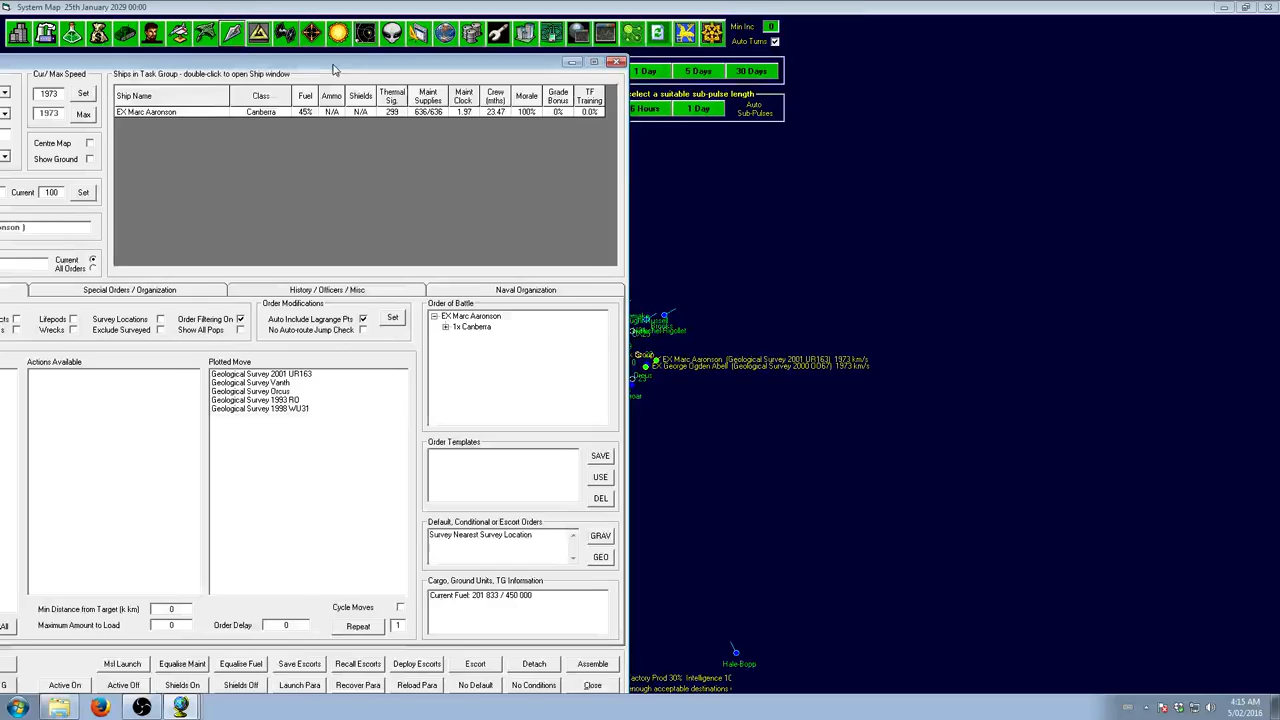 System Map 25th January 2029 00:00
Min Inc 0
Auto Turns
1 Day 5 Days 30 Days
elect a suitable sub-pulse length
6 Hours 1 Day Auto Sub-Pulses
Cur/ Max Speed
1973 Set
1973 Max
Centre Map
Show Ground
Current 100 Set
onson )
Current
All Orders
Ships in Task Group - double-click to open Ship window
Ship Name Class Fuel Ammo Shields Thermal Sig. Maint Supplies Maint Clock Crew (mths) Morale Grade Bonus TF Training
EX Marc Aaronson Canberra 45% N/A N/A 299 636/636 1.97 23.47 100% 0% 0.0%
Special Orders / Organization History / Officers / Misc Naval Organization
Lifepods Survey Locations Order Filtering On
Wrecks Exclude Surveyed Show All Pops
Order Modifications
Auto Include Lagrange Pts Set
No Auto-route Jump Check
Order of Battle
EX Marc Aaronson
1x Canberra
Actions Available
Plotted Move
Geological Survey 2001 UR163
Geological Survey Vanth
Geological Survey Orcus
Geological Survey 1993 RO
Geological Survey 1998 WU31
Order Templates
SAVE
USE
DEL
Default, Conditional or Escort Orders
Survey Nearest Survey Location
GRAV
GEO
Cargo, Ground Units, TG Information
Current Fuel: 201 833 / 450 000
Min Distance from Target (k km) 0
Cycle Moves
All Maximum Amount to Load 0 Order Delay 0 Repeat 1
Msl Launch Equalise Maint Equalise Fuel Save Escorts Recall Escorts Deploy Escorts Escort Detach Assemble
G Active On Active Off Shields On Shields Off Launch Para Recover Para Reload Para No Default No Conditions Close
EX Marc Aaronson (Geological Survey 2001 UR163) 1973 km/s
EX George Ogden Abell (Geological Survey 2000 OO67) 1973 km/s
Hale-Bopp
actory Prod 30% Intelligence 10
enough acceptable destinations
4:15 AM
5/02/2016